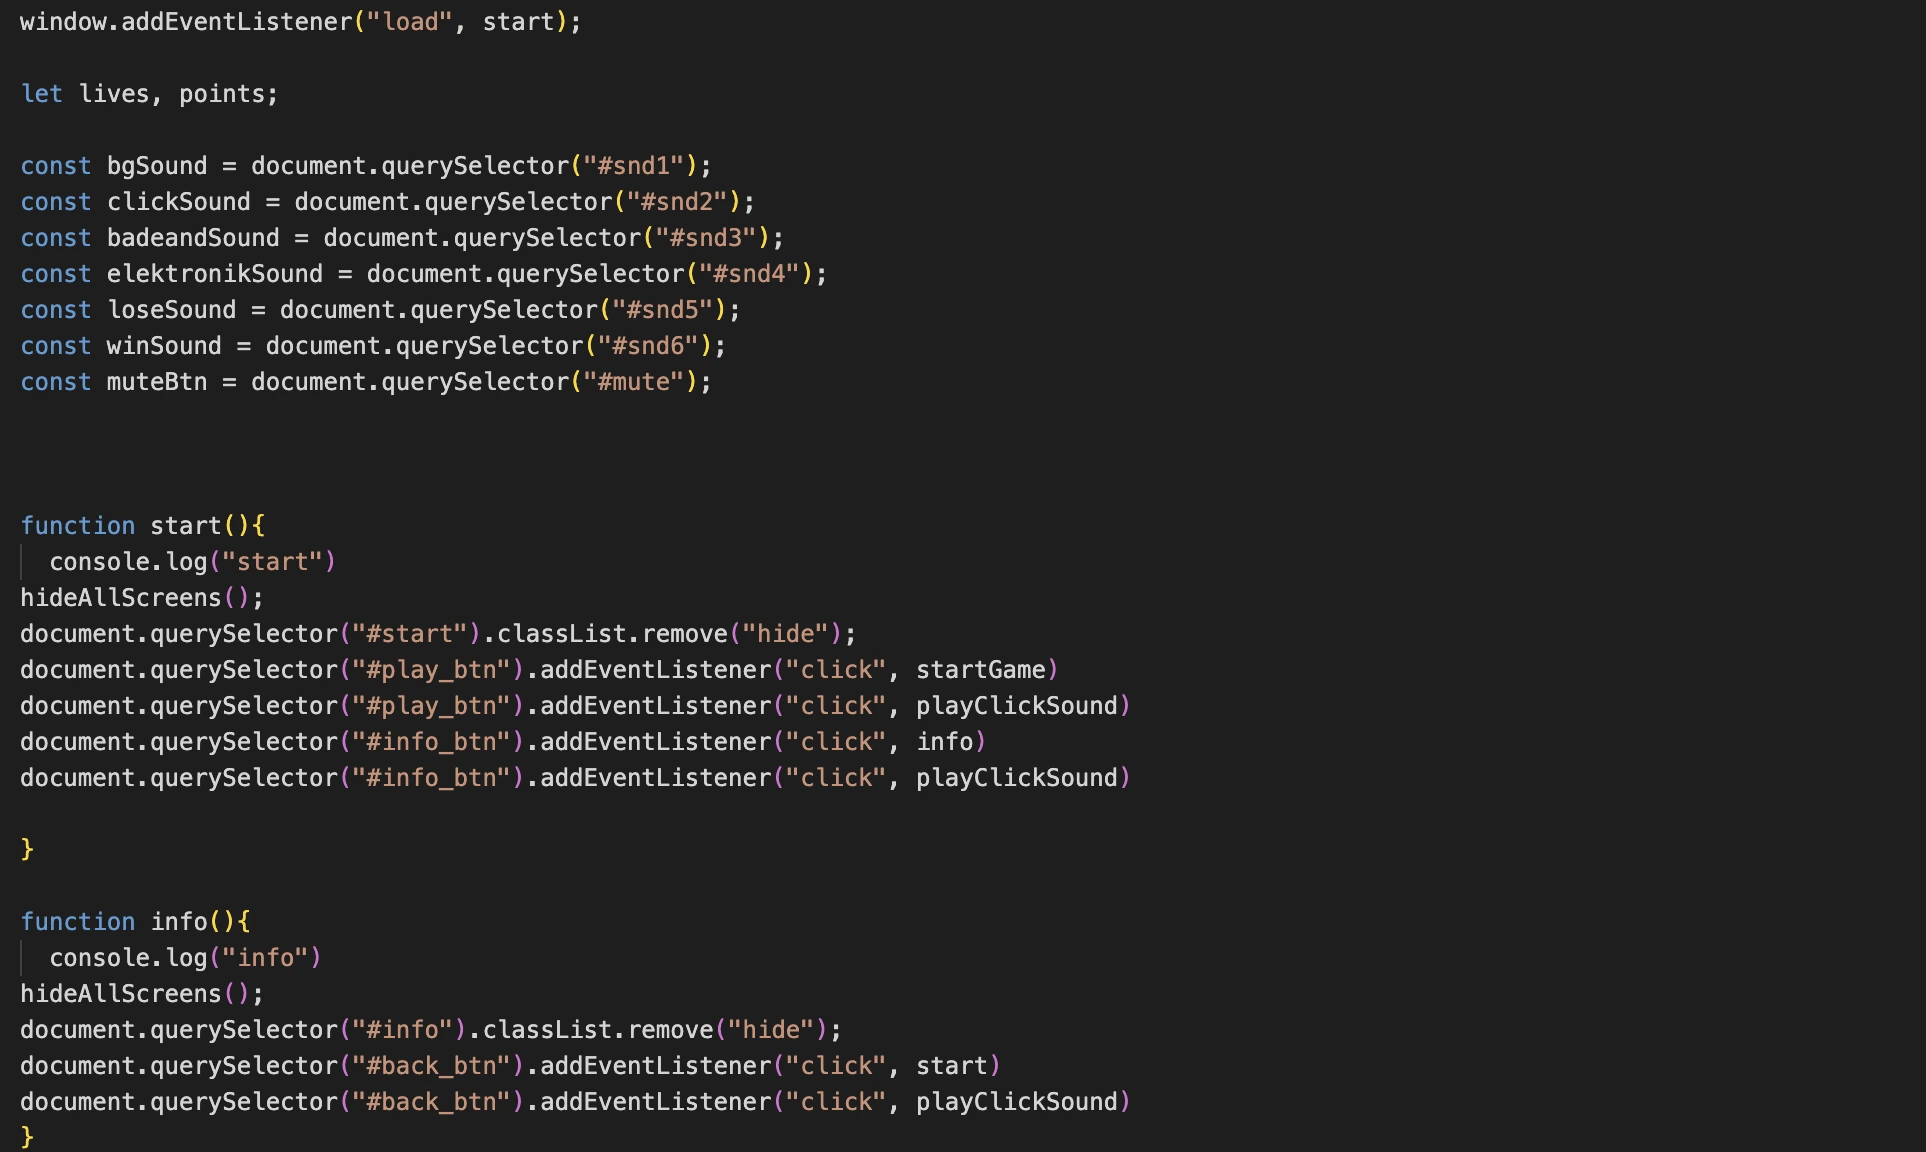 window.addEventListener("load", start);
let lives, points;
const bgSound = document.querySelector("#snd1");
const clickSound = document.querySelector("#snd2");
const badeandSound = document.querySelector("#snd3");
const elektronikSound = document.querySelector("#snd4");
const loseSound = document.querySelector("#snd5");
const winSound = document.querySelector("#snd6");
const muteBtn = document.querySelector("#mute");
function start(){
console.log("start")
hideAllScreens();
document.querySelector("#start").classList.remove("hide");
document.querySelector("#play_btn").addEventListener("click", startGame)
document.querySelector("#play_btn").addEventListener("click", playClickSound)
document.querySelector("#info_btn").addEventListener("click", info)
document.querySelector("#info_btn").addEventListener("click", playClickSound)
}
function info(){
console.log("info")
hideAllScreens();
document.querySelector("#info").classList.remove("hide");
document.querySelector("#back_btn").addEventListener("click", start)
document.querySelector("#back_btn").addEventListener("click", playClickSound)
}